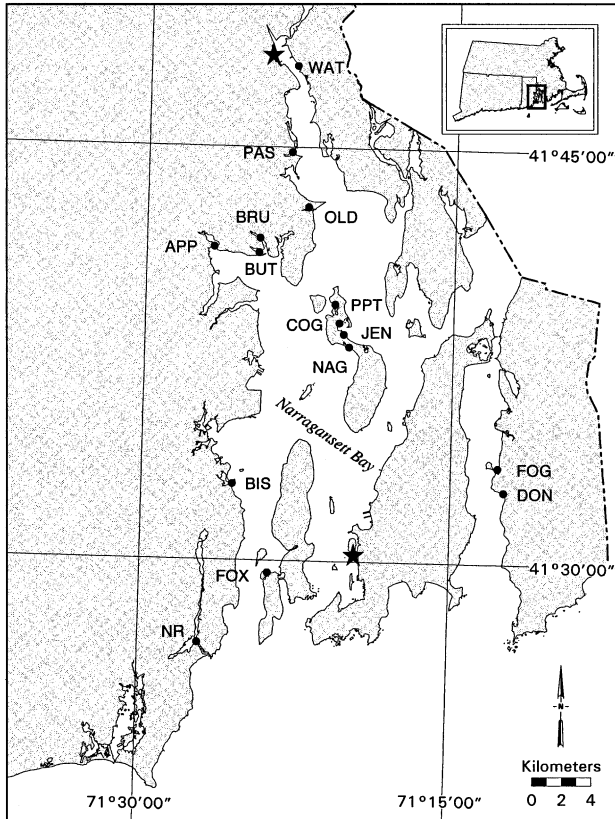 WAT
PAS
41°45'00"
OLD
BRU
APP
BUT
PPT
COG
JEN
NAG
Narragansett Bay
FOG
BIS
DON
41°30'00"
FOX
NR
N
Kilometers
0 2 4
71°30'00"
71°15'00"